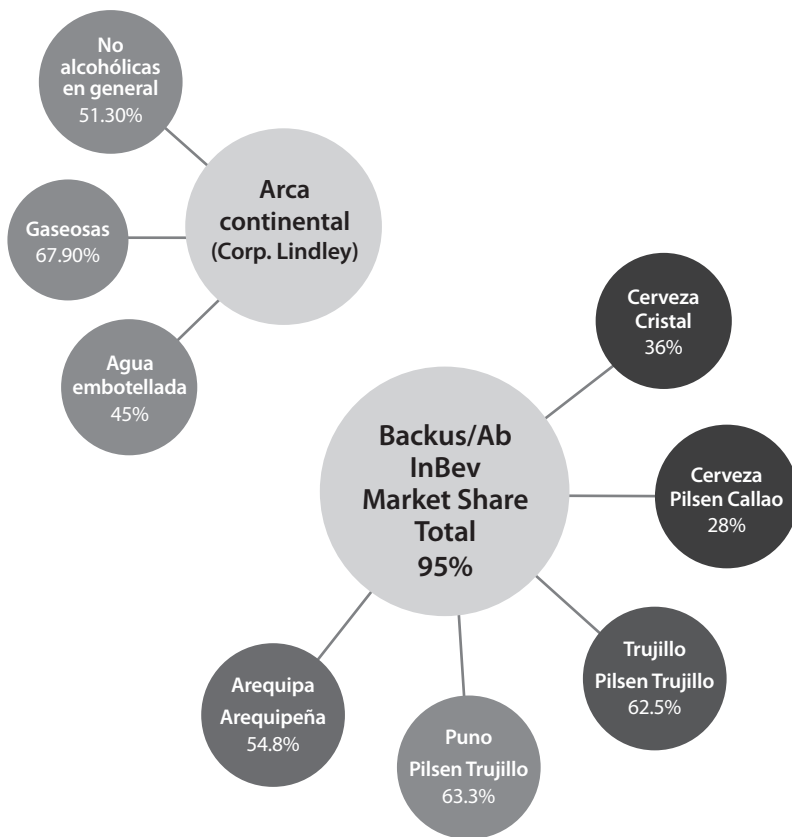 No
alcohólicas
en general
51.30%
Arca
continental
(Corp. Lindley)
Gaseosas
67.90%
Agua
embotellada
45%
Cerveza
Cristal
36%
Backus/Ab
InBev
Market Share
Total
95%
Cerveza
Pilsen Callao
28%
Trujillo
Pilsen Trujillo
62.5%
Arequipa
Arequipeña
54.8%
Puno
Pilsen Trujillo
63.3%